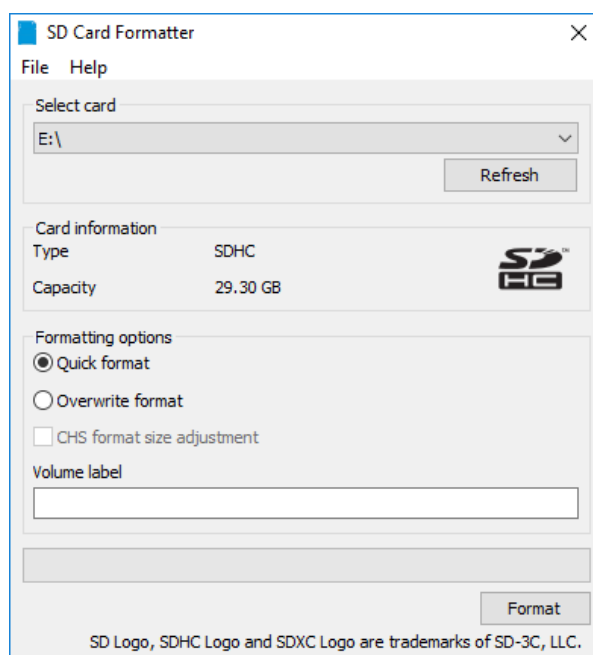 SD Card Formatter
File Help
Select card
E:\
Refresh
Card information
Type SDHC
Capacity 29.30 GB
SD™
HC
Formatting options
Quick format
Overwrite format
CHS format size adjustment
Volume label
Format
SD Logo, SDHC Logo and SDXC Logo are trademarks of SD-3C, LLC.